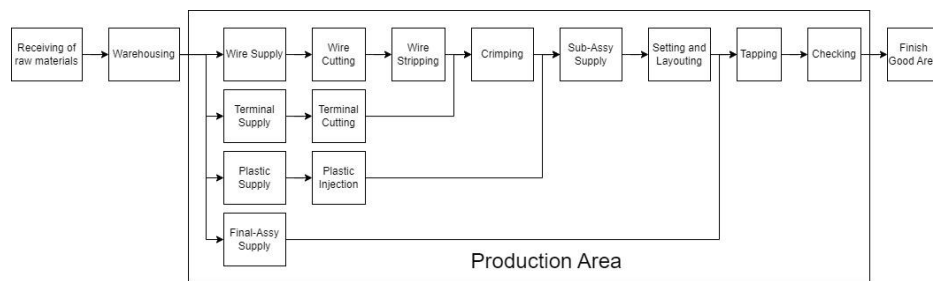 Receiving of
raw materials
Warehousing
Wire Supply
Wire
Cutting
Wire
Stripping
Crimping
Sub-Assy
Supply
Setting and
Layouting
Tapping
Checking
Finish
Good Area
Terminal
Supply
Terminal
Cutting
Plastic
Supply
Plastic
Injection
Final-Assy
Supply
Production Area